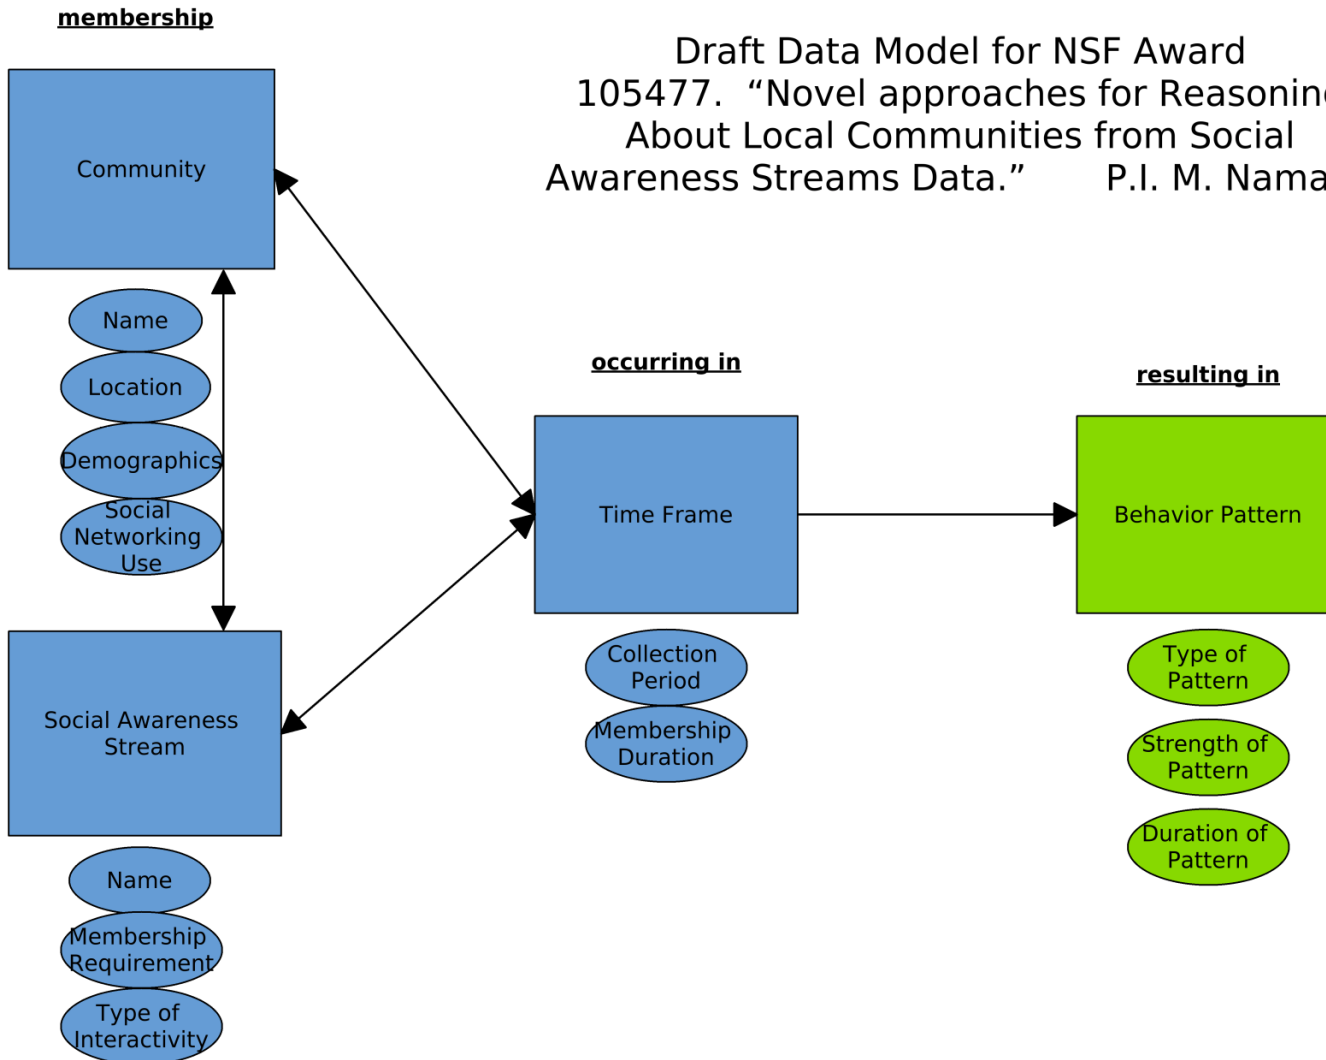 membership
Draft Data Model for NSF Award
105477. “Novel approaches for Reasoning
About Local Communities from Social
Awareness Streams Data.” P.I. M. Nama
Community
Name
Location
Demographics
Social
Networking
Use
occurring in
Time Frame
Collection
Period
Membership
Duration
resulting in
Behavior Pattern
Type of
Pattern
Strength of
Pattern
Duration of
Pattern
Social Awareness
Stream
Name
Membership
Requirement
Type of
Interactivity